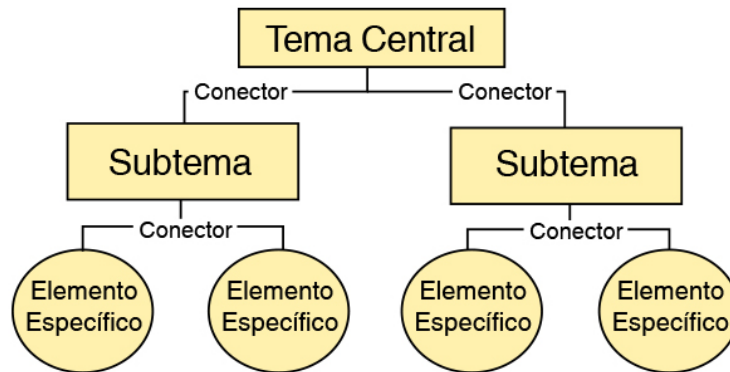 Tema Central
Conector Conector
Subtema Subtema
Conector Conector
Elemento Elemento Elemento Elemento
Específico Específico Específico Específico